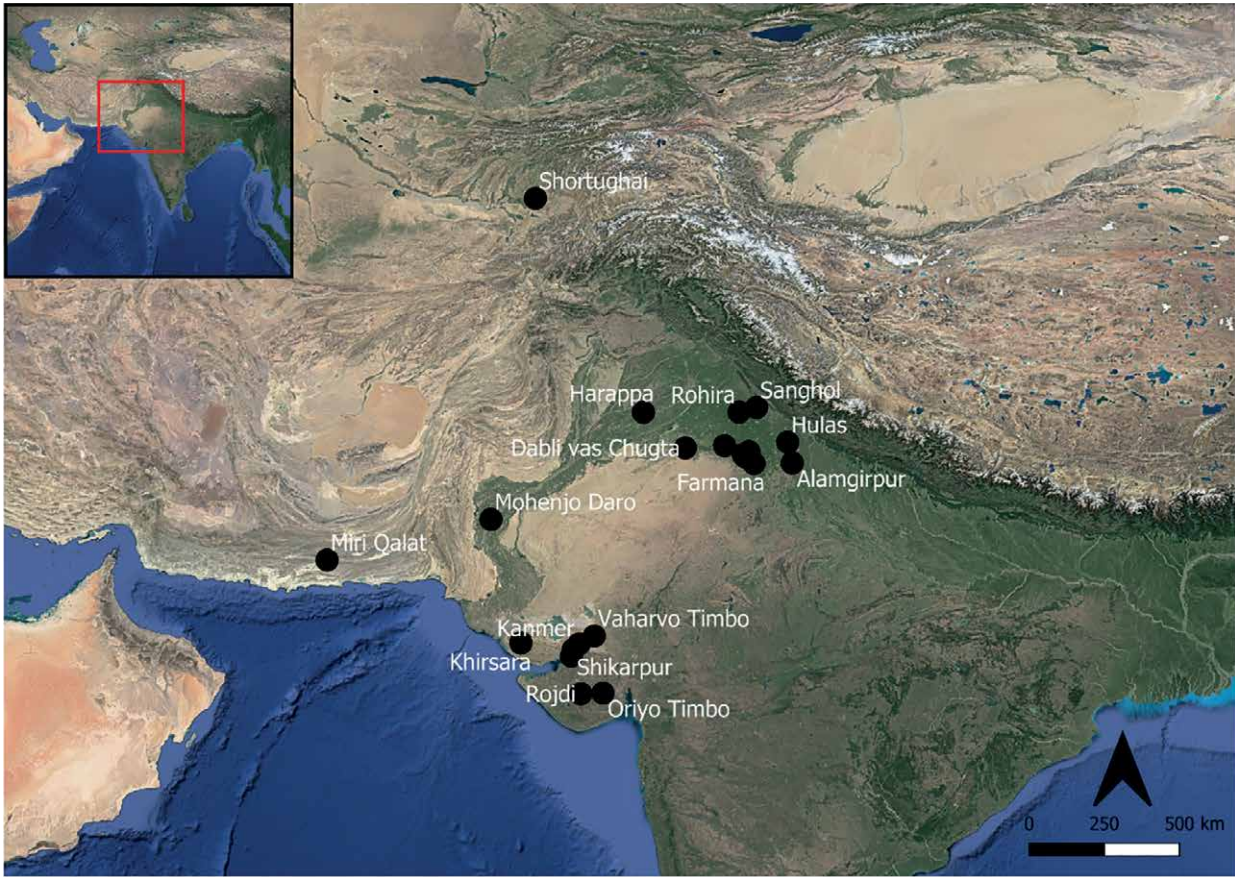 Shortughai
Harappa
Rohira
Sanghol
Hulas
Dabli vas Chugta
Farmana
Alamgirpur
Mohenjo Daro
Miri Qalat
Vaharvo Timbo
Kanmer
Khirsara
Shikarpur
Rojdi
Oriyo Timbo
0 250 500 km